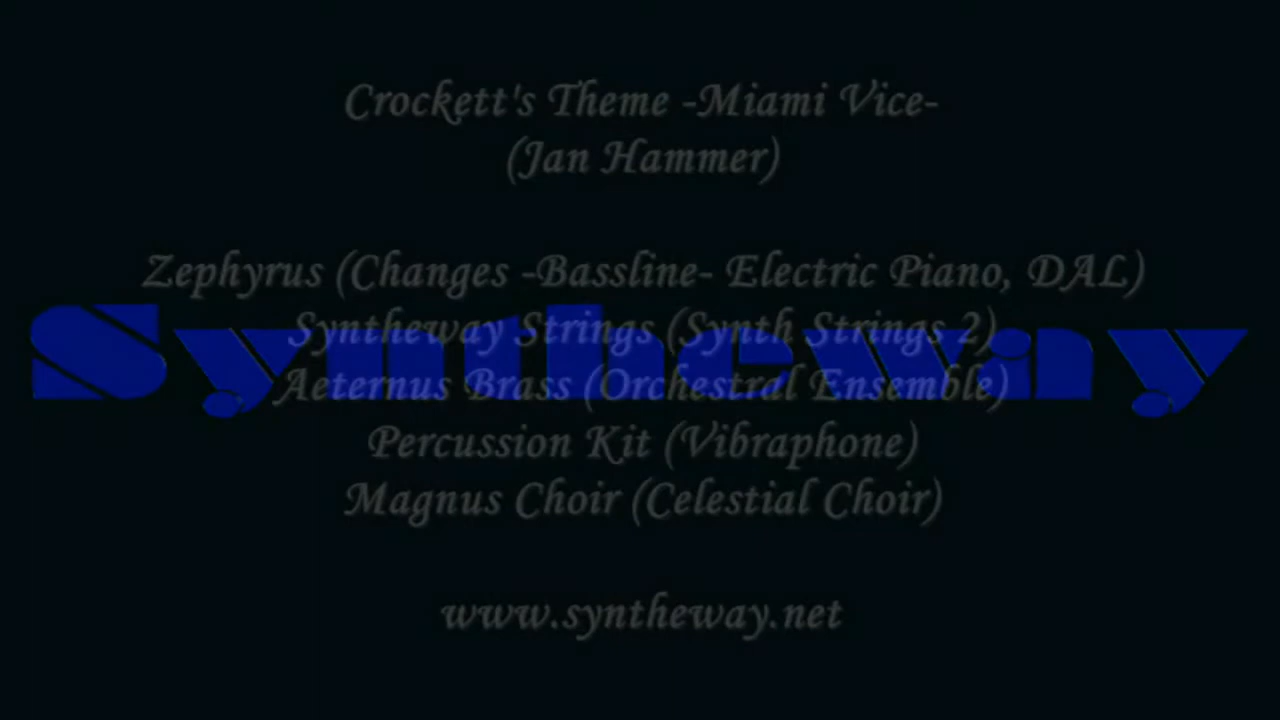 Crockett's Theme -Miami Vice-
(Jan Hammer)
Zephyrus (Changes -Bassline- Electric Piano, DAL)
Syntheway Strings (Synth Strings 2)
Syntheway
Aeternus Brass (Orchestral Ensemble)
Percussion Kit (Vibraphone)
Magnus Choir (Celestial Choir)
www.syntheway.net